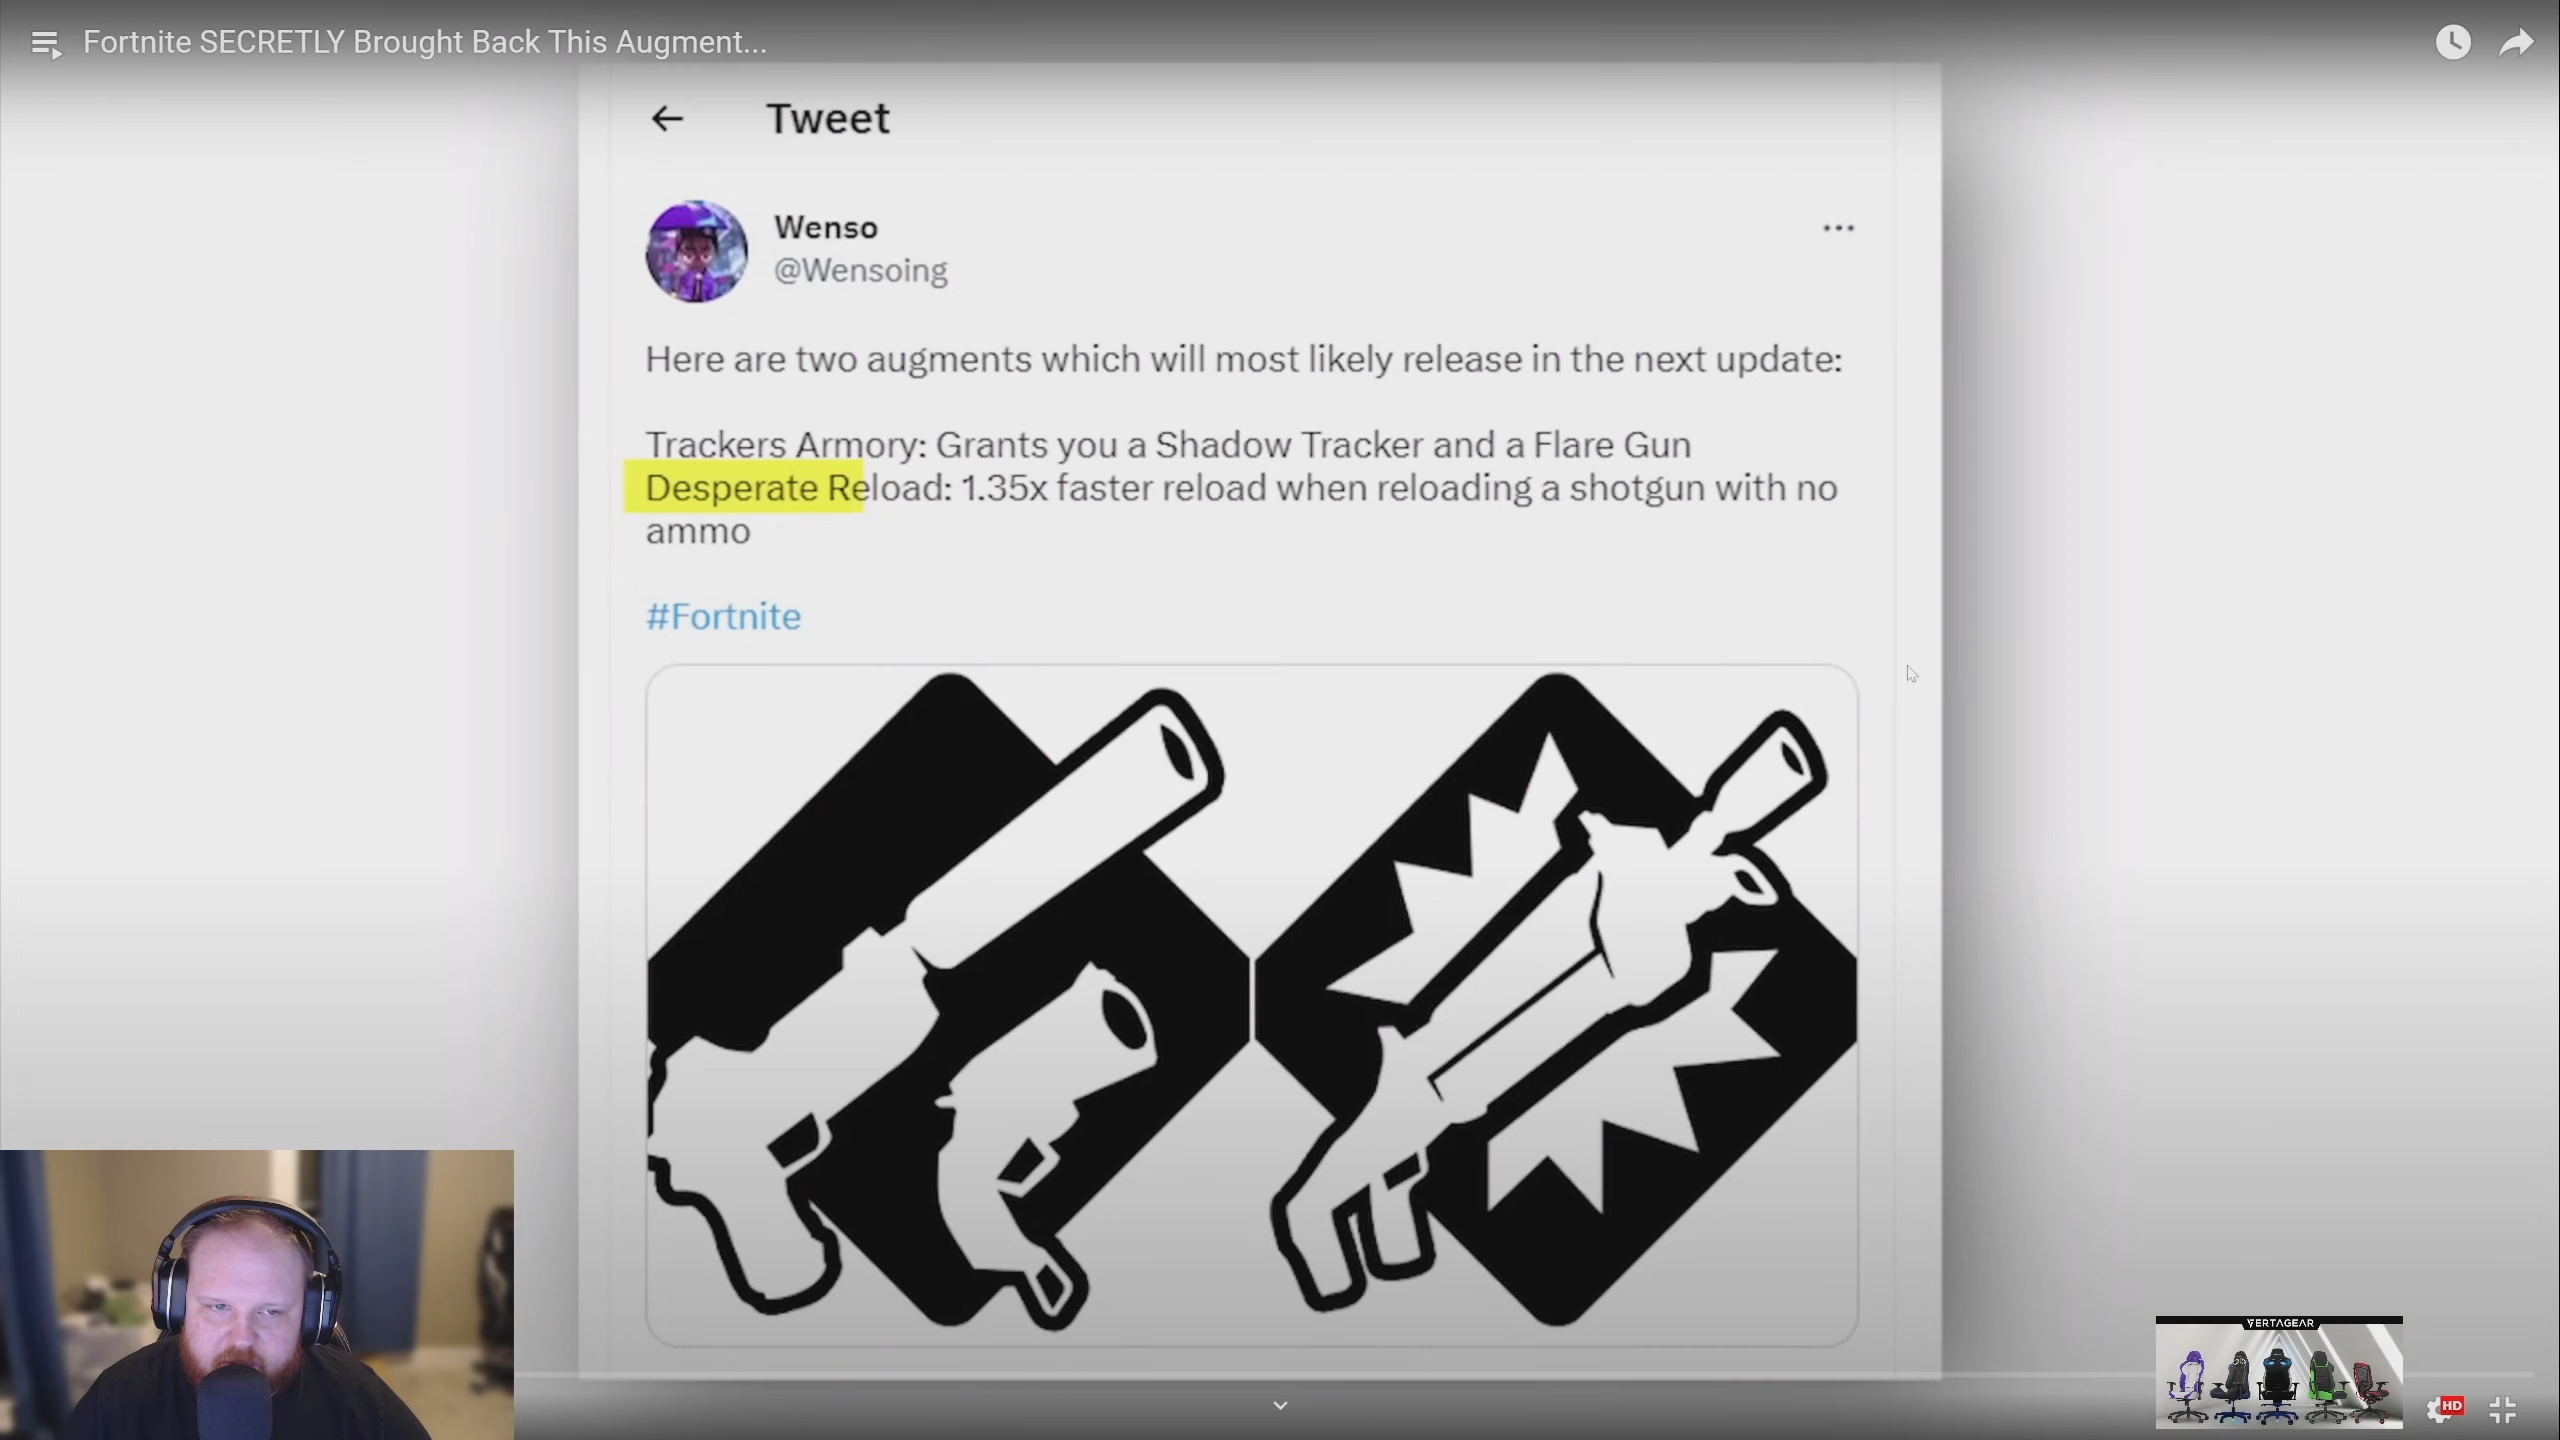 Fortnite SECRETLY Brought Back This Augment...
Tweet
Wenso
@Wensoing
Here are two augments which will most likely release in the next update:
Trackers Armory: Grants you a Shadow Tracker and a Flare Gun
Desperate Reload: 1.35x faster reload when reloading a shotgun with no
ammo
#Fortnite
VERTAGEAR
HD